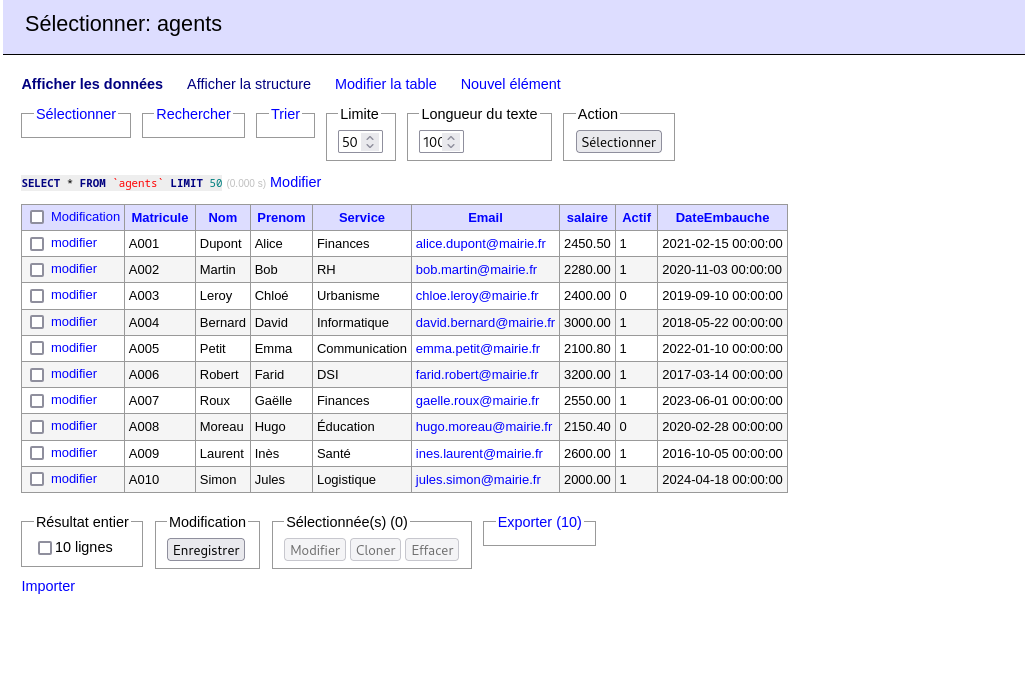 Sélectionner: agents
Afficher les données Afficher la structure Modifier la table Nouvel élément
Sélectionner Rechercher Trier Limite Longueur du texte Action
50 100 Sélectionner
SELECT * FROM `agents` LIMIT 50 (0.000 s) Modifier
Modification Matricule Nom Prenom Service Email salaire Actif DateEmbauche
modifier A001 Dupont Alice Finances alice.dupont@mairie.fr 2450.50 1 2021-02-15 00:00:00
modifier A002 Martin Bob RH bob.martin@mairie.fr 2280.00 1 2020-11-03 00:00:00
modifier A003 Leroy Chloé Urbanisme chloe.leroy@mairie.fr 2400.00 0 2019-09-10 00:00:00
modifier A004 Bernard David Informatique david.bernard@mairie.fr 3000.00 1 2018-05-22 00:00:00
modifier A005 Petit Emma Communication emma.petit@mairie.fr 2100.80 1 2022-01-10 00:00:00
modifier A006 Robert Farid DSI farid.robert@mairie.fr 3200.00 1 2017-03-14 00:00:00
modifier A007 Roux Gaëlle Finances gaelle.roux@mairie.fr 2550.00 1 2023-06-01 00:00:00
modifier A008 Moreau Hugo Éducation hugo.moreau@mairie.fr 2150.40 0 2020-02-28 00:00:00
modifier A009 Laurent Inès Santé ines.laurent@mairie.fr 2600.00 1 2016-10-05 00:00:00
modifier A010 Simon Jules Logistique jules.simon@mairie.fr 2000.00 1 2024-04-18 00:00:00
Résultat entier Modification Sélectionnée(s) (0) Exporter (10)
10 lignes Enregistrer Modifier Cloner Effacer
Importer